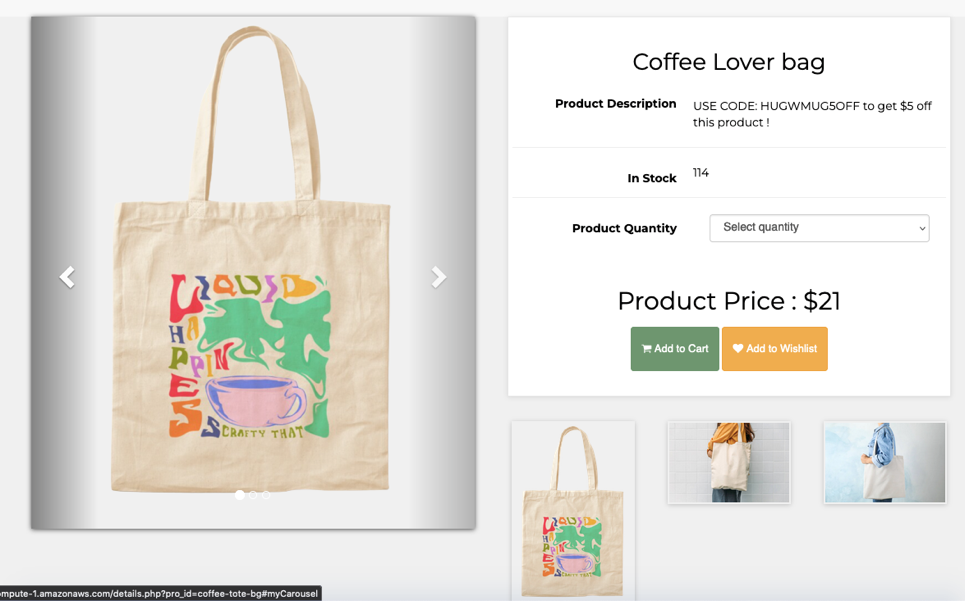 Coffee Lover bag
Product Description
USE CODE: HUGWMUG5OFF to get $5 off
this product !
In Stock
114
Product Quantity
Select quantity
Product Price : $21
Add to Cart
Add to Wishlist
LIQUID
HAPPINESS
CRAFTY THAT
LIQUID
HAPPINESS
CRAFTY THAT
ompute-1.amazonaws.com/details.php?pro_id=coffee-tote-bg#myCarousel